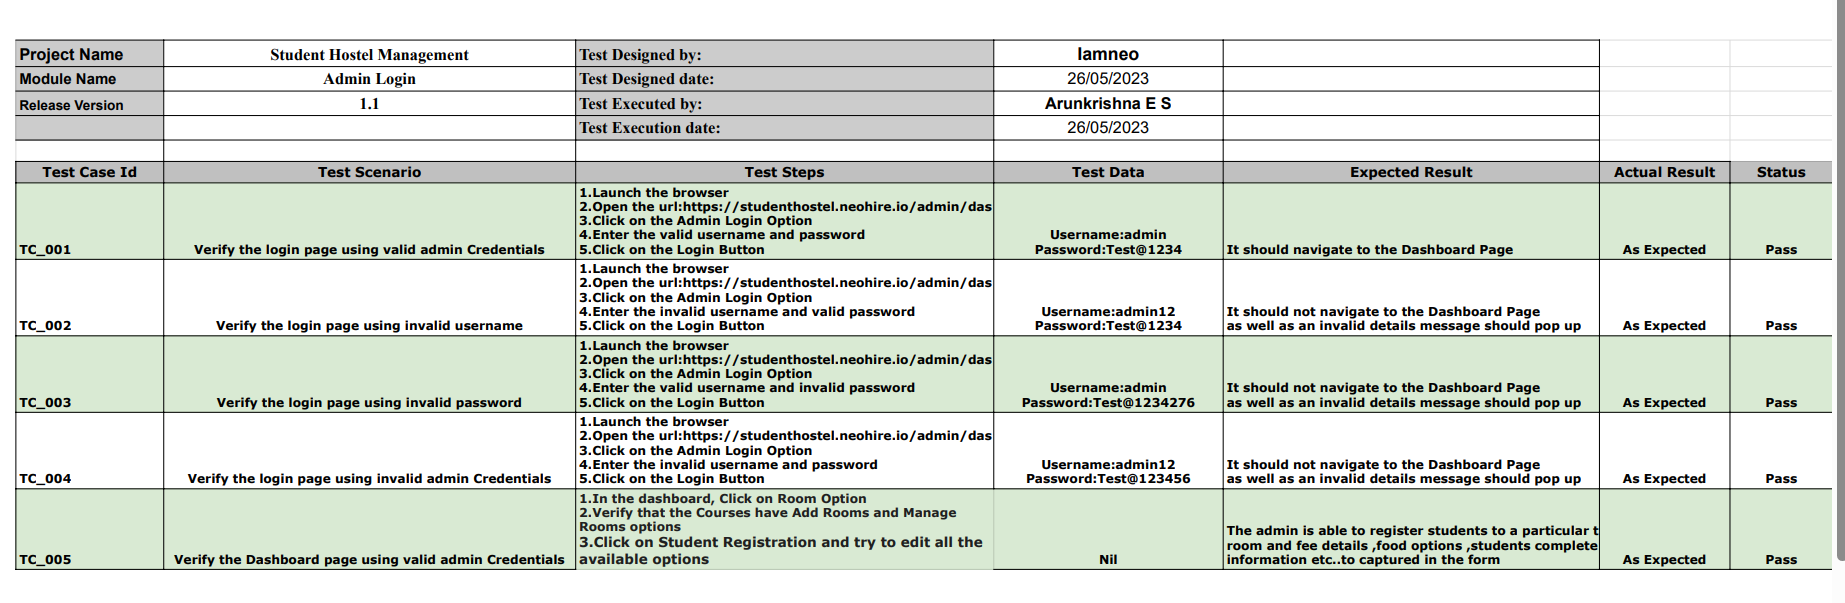 Project Name Student Hostel Management Test Designed by: Iamneo
Module Name Admin Login Test Designed date: 26/05/2023
Release Version 1.1 Test Executed by: Arunkrishna E S
Test Execution date: 26/05/2023
Test Case Id Test Scenario Test Steps Test Data Expected Result Actual Result Status
1.Launch the browser
2.Open the url:https://studenthostel.neohire.io/admin/das
3.Click on the Admin Login Option
4.Enter the valid username and password Username:admin
TC_001 Verify the login page using valid admin Credentials 5.Click on the Login Button Password:Test@1234 It should navigate to the Dashboard Page As Expected Pass
1.Launch the browser
2.Open the url:https://studenthostel.neohire.io/admin/das
3.Click on the Admin Login Option
4.Enter the invalid username and valid password Username:admin12 It should not navigate to the Dashboard Page
TC_002 Verify the login page using invalid username 5.Click on the Login Button Password:Test@1234 as well as an invalid details message should pop up As Expected Pass
1.Launch the browser
2.Open the url:https://studenthostel.neohire.io/admin/das
3.Click on the Admin Login Option
4.Enter the valid username and invalid password Username:admin It should not navigate to the Dashboard Page
TC_003 Verify the login page using invalid password 5.Click on the Login Button Password:Test@1234276 as well as an invalid details message should pop up As Expected Pass
1.Launch the browser
2.Open the url:https://studenthostel.neohire.io/admin/das
3.Click on the Admin Login Option
4.Enter the invalid username and password Username:admin12 It should not navigate to the Dashboard Page
TC_004 Verify the login page using invalid admin Credentials 5.Click on the Login Button Password:Test@123456 as well as an invalid details message should pop up As Expected Pass
1.In the dashboard, Click on Room Option
2.Verify that the Courses have Add Rooms and Manage
Rooms options The admin is able to register students to a particular t
3.Click on Student Registration and try to edit all the room and fee details ,food options ,students complete
TC_005 Verify the Dashboard page using valid admin Credentials available options Nil information etc..to captured in the form As Expected Pass